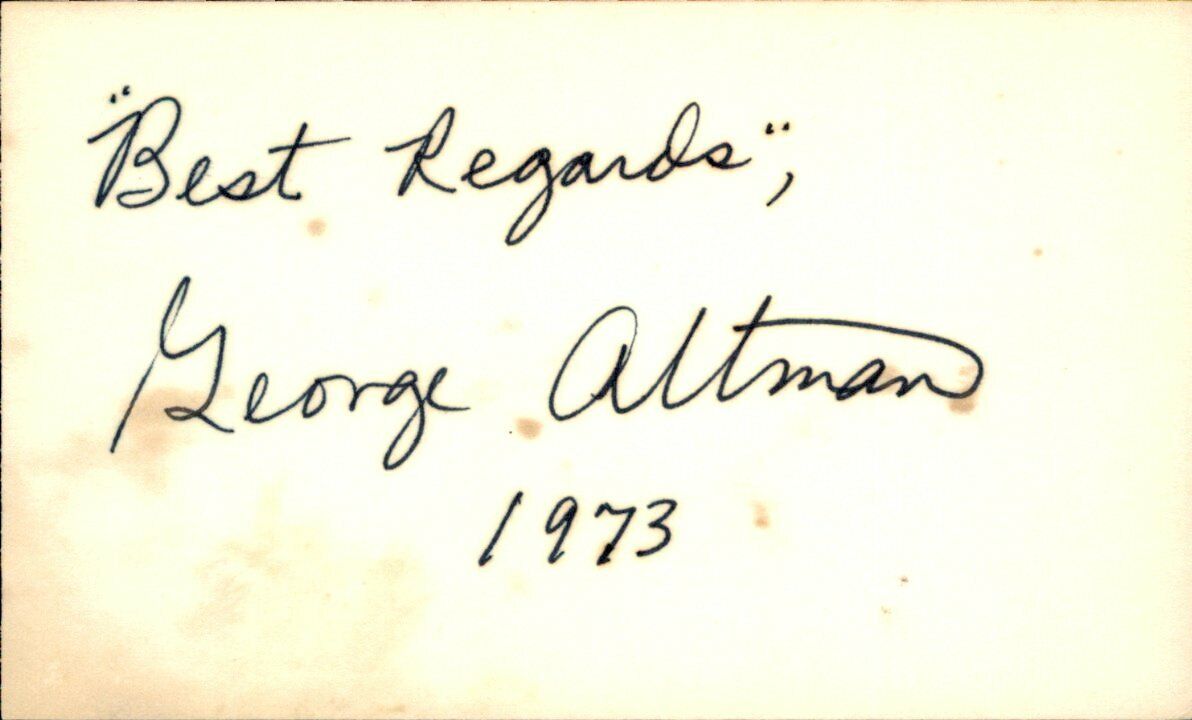 "Best Regards",
George Altman
1973